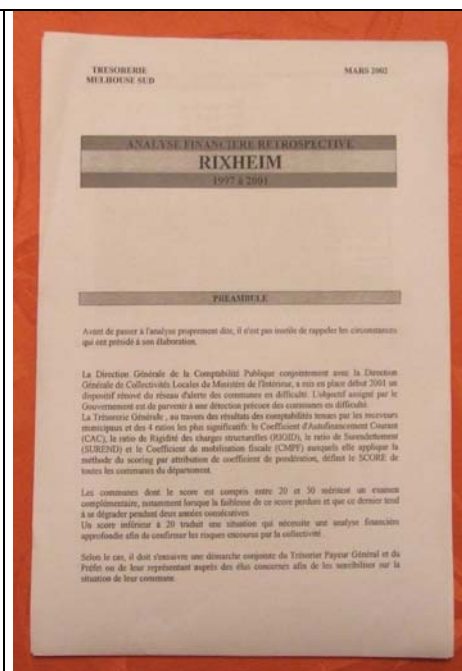 TRESORERIE MARS 2002
MULHOUSE SUD
ANALYSE FINANCIERE RETROSPECTIVE
RIXHEIM
1997 à 2001
PREAMBULE
Avant de passer à l'analyse proprement dite, il n'est pas inutile de rappeler les circonstances
qui ont présidé à son élaboration.
La Direction Générale de la Comptabilité Publique conjointement avec la Direction
Générale de Collectivités Locales du Ministère de l'Intérieur, a mis en place début 2001 un
dispositif rénové du réseau d'alerte des communes en difficulté. L'objectif assigné par le
Gouvernement est de parvenir à une détection précoce des communes en difficulté.
La Trésorerie Générale , au travers des résultats des comptabilités tenues par les receveurs
municipaux et des 4 ratios les plus significatifs: le Coefficient d'Autofinancement Courant
(CAC), le ratio de Rigidité des charges structurelles (RIGID), le ratio de Surendettement
(SUREND) et le Coefficient de mobilisation fiscale (CMPF) auxquels elle applique la
méthode du scoring par attribution de coefficient de pondération, définit le SCORE de
toutes les communes du département.
Les communes dont le score est compris entre 20 et 30 méritent un examen
complémentaire, notamment lorsque la faiblesse de ce score perdure et que ce dernier tend
à se dégrader pendant deux années consécutives.
Un score inférieur à 20 traduit une situation qui nécessite une analyse financière
approfondie afin de confirmer les risques encourus par la collectivité.
Selon le cas, il doit s'ensuivre une démarche conjointe du Trésorier Payeur Général et du
Préfet ou de leur représentant auprès des élus concernés afin de les sensibiliser sur la
situation de leur commune.